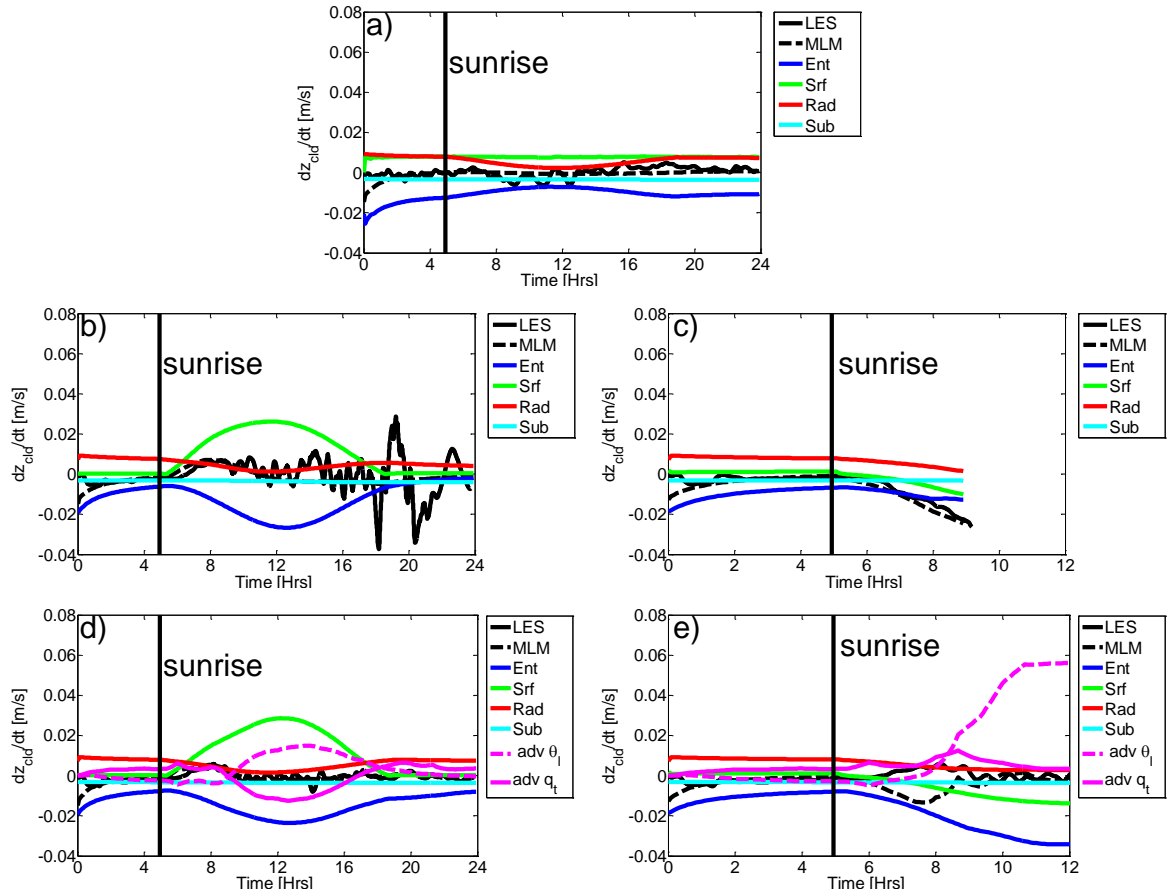 a)
0.08
0.06
0.04
0.02
0
-0.02
-0.04
dz_cld/dt [m/s]
sunrise
0 4 8 12 16 20 24
Time [Hrs]
LES
MLM
Ent
Srf
Rad
Sub
b)
0.08
0.06
0.04
0.02
0
-0.02
-0.04
dz_cld/dt [m/s]
sunrise
0 4 8 12 16 20 24
Time [Hrs]
LES
MLM
Ent
Srf
Rad
Sub
c)
0.08
0.06
0.04
0.02
0
-0.02
-0.04
dz_cld/dt [m/s]
sunrise
0 2 4 6 8 10 12
Time [Hrs]
LES
MLM
Ent
Srf
Rad
Sub
d)
0.08
0.06
0.04
0.02
0
-0.02
-0.04
dz_cld/dt [m/s]
sunrise
0 4 8 12 16 20 24
Time [Hrs]
LES
MLM
Ent
Srf
Rad
Sub
adv θ_l
adv q_t
e)
0.08
0.06
0.04
0.02
0
-0.02
-0.04
dz_cld/dt [m/s]
sunrise
0 2 4 6 8 10 12
Time [Hrs]
LES
MLM
Ent
Srf
Rad
Sub
adv θ_l
adv q_t